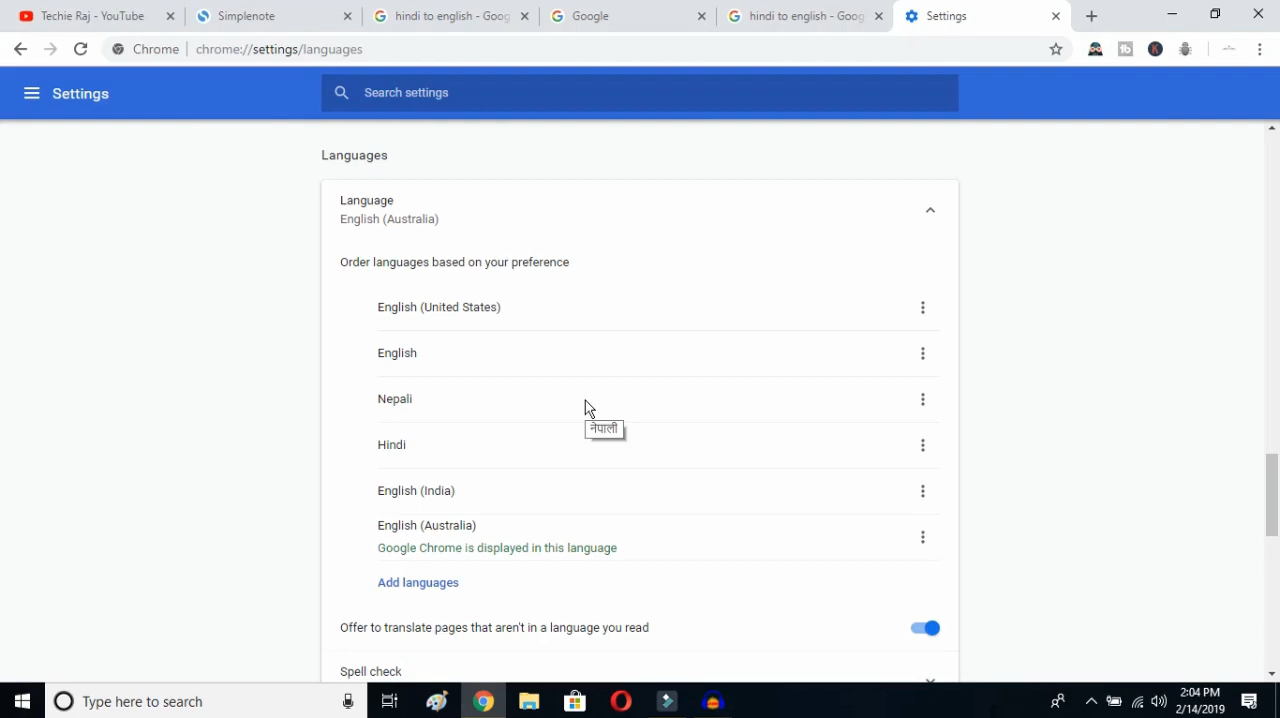 Techie Raj - YouTube
Simplenote
hindi to english - Goog
Google
hindi to english - Goog
Settings
Chrome
chrome://settings/languages
Settings
Search settings
Languages
Language
English (Australia)
Order languages based on your preference
English (United States)
English
Nepali
नेपाली
Hindi
English (India)
English (Australia)
Google Chrome is displayed in this language
Add languages
Offer to translate pages that aren't in a language you read
Spell check
Type here to search
2:04 PM
2/14/2019